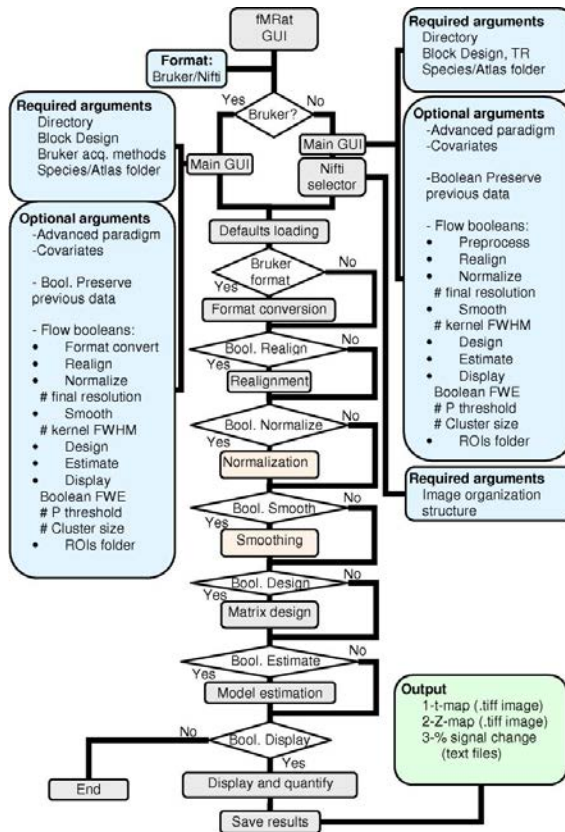 fMRat
GUI
Format:
Bruker/Nifti
Yes
No
Bruker?
Main GUI
Main GUI
Nifti
selector
Required arguments
Directory
Block Design, TR
Species/Atlas folder
Optional arguments
-Advanced paradigm
-Covariates
-Boolean Preserve
previous data
- Flow booleans:
• Preprocess
• Realign
• Normalize
# final resolution
• Smooth
# kernel FWHM
• Design
• Estimate
• Display
Boolean FWE
# P threshold
# Cluster size
• ROIs folder
Required arguments
Image organization
structure
Required arguments
Directory
Block Design
Bruker acq. methods
Species/Atlas folder
Optional arguments
-Advanced paradigm
-Covariates
- Bool. Preserve
previous data
- Flow booleans:
• Format convert
• Realign
• Normalize
# final resolution
• Smooth
# kernel FWHM
• Design
• Estimate
• Display
Boolean FWE
# P threshold
# Cluster size
• ROIs folder
Defaults loading
Bruker
format
No
Yes
Format conversion
Bool. Realign
No
Yes
Realignment
Bool. Normalize
No
Yes
Normalization
Bool. Smooth
No
Yes
Smoothing
Bool. Design
No
Yes
Matrix design
Bool. Estimate
No
Yes
Model estimation
Bool. Display
No
Yes
End
Display and quantify
Save results
Output
1-t-map (.tiff image)
2-Z-map (.tiff image)
3-% signal change
(text files)